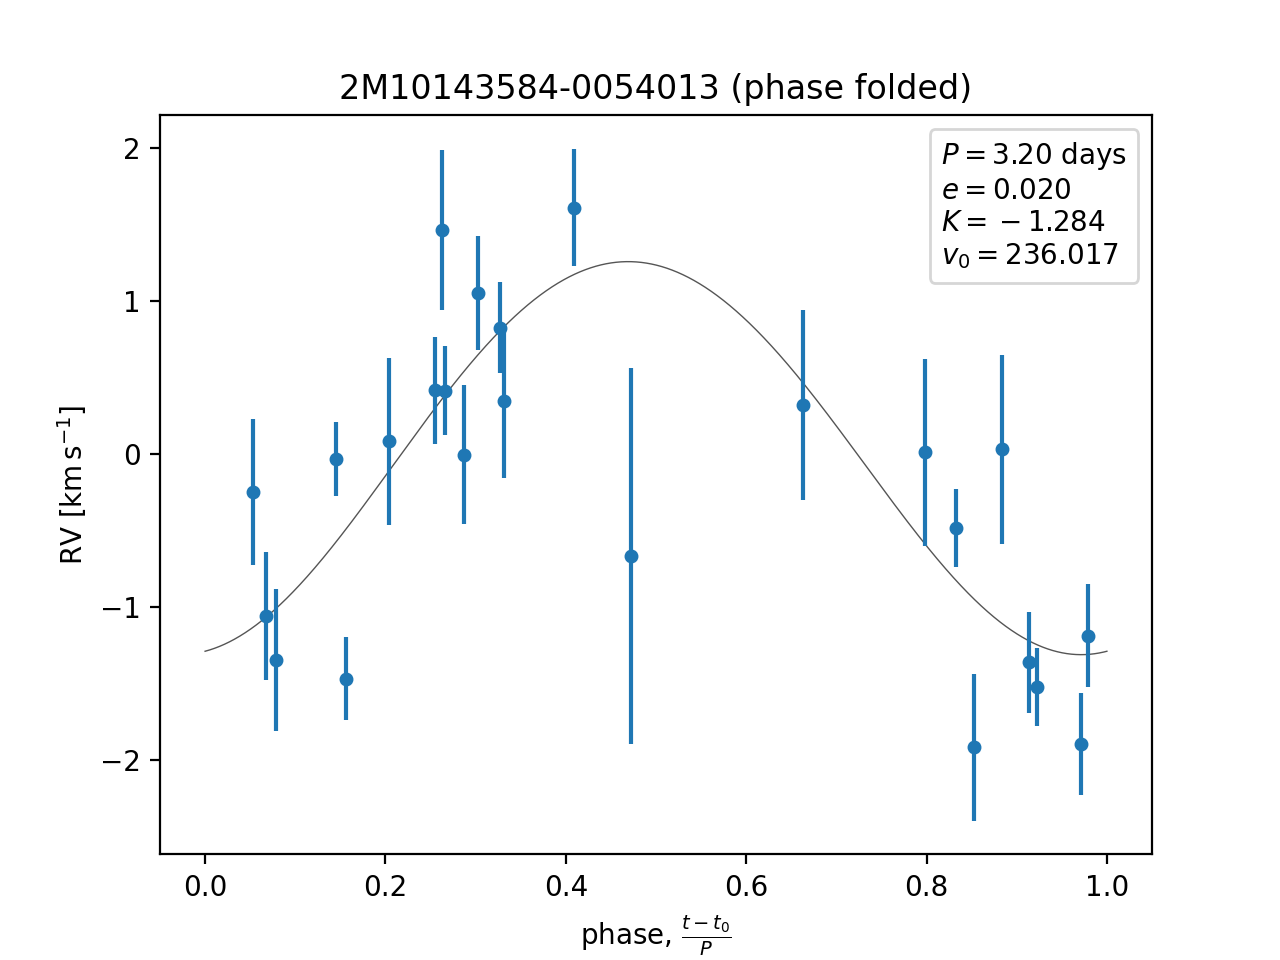 2M10143584-0054013 (phase folded)
P = 3.20 days
e = 0.020
K = −1.284
v₀ = 236.017
2
1
0
−1
−2
RV [km s⁻¹]
0.0 0.2 0.4 0.6 0.8 1.0
phase, (t − t₀)/P